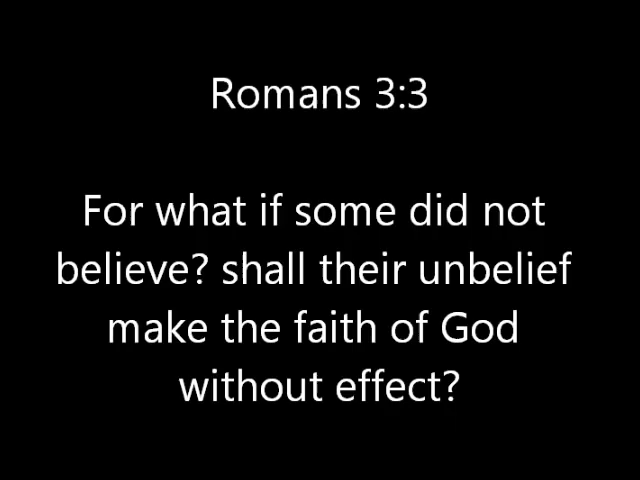 Romans 3:3
For what if some did not
believe? shall their unbelief
make the faith of God
without effect?